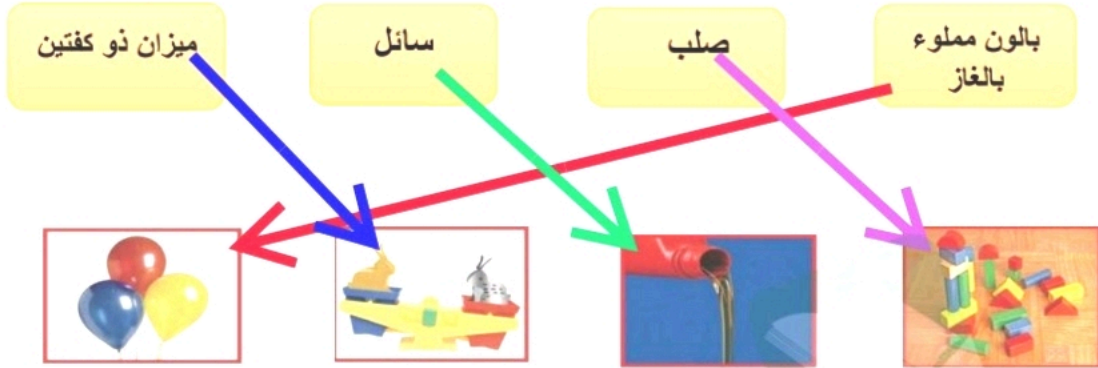 بالون مملوء
بالغاز
صلب
سائل
ميزان ذو كفتين